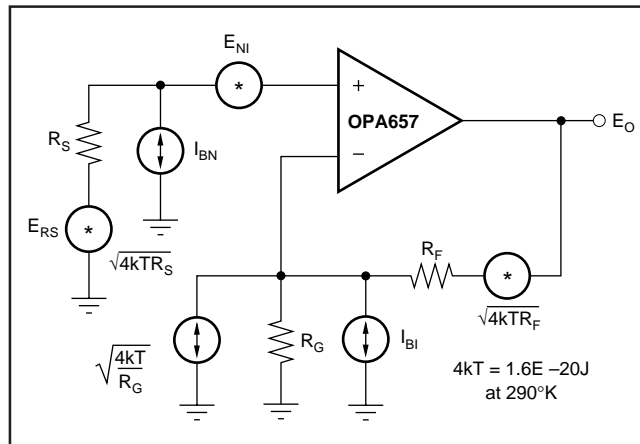 E_NI
+
OPA657
−
E_O
R_S
I_BN
E_RS
*
*
√4kTR_S
R_F
*
√4kTR_F
√4kT/R_G
R_G
I_BI
4kT = 1.6E –20J
at 290°K